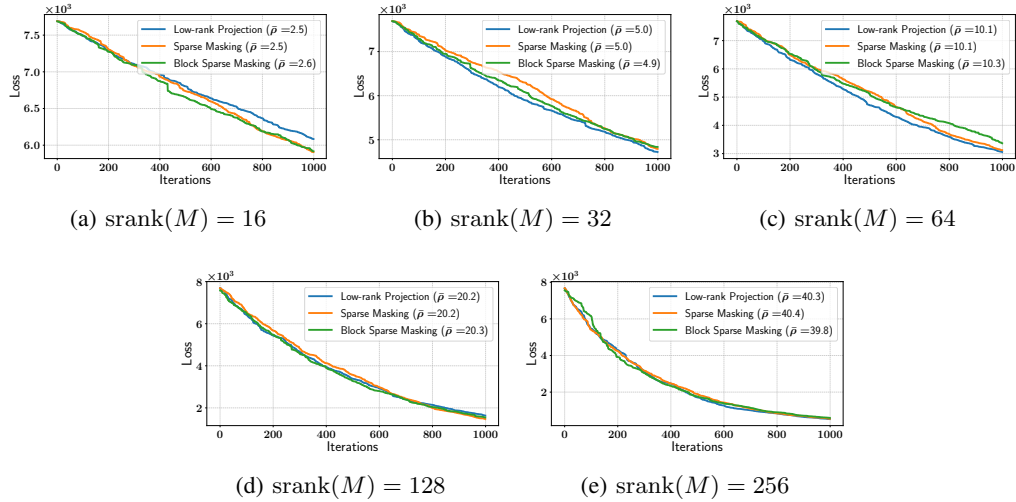 ×10³
7.5
7.0
6.5
6.0
Loss
Low-rank Projection (ρ̄ =2.5)
Sparse Masking (ρ̄ =2.5)
Block Sparse Masking (ρ̄ =2.6)
0 200 400 600 800 1000
Iterations
(a) srank(M) = 16
×10³
7
6
5
Loss
Low-rank Projection (ρ̄ =5.0)
Sparse Masking (ρ̄ =5.0)
Block Sparse Masking (ρ̄ =4.9)
0 200 400 600 800 1000
Iterations
(b) srank(M) = 32
×10³
7
6
5
4
3
Loss
Low-rank Projection (ρ̄ =10.1)
Sparse Masking (ρ̄ =10.1)
Block Sparse Masking (ρ̄ =10.3)
0 200 400 600 800 1000
Iterations
(c) srank(M) = 64
×10³
8
6
4
2
Loss
Low-rank Projection (ρ̄ =20.2)
Sparse Masking (ρ̄ =20.2)
Block Sparse Masking (ρ̄ =20.3)
0 200 400 600 800 1000
Iterations
(d) srank(M) = 128
×10³
8
6
4
2
Loss
Low-rank Projection (ρ̄ =40.3)
Sparse Masking (ρ̄ =40.4)
Block Sparse Masking (ρ̄ =39.8)
0 200 400 600 800 1000
Iterations
(e) srank(M) = 256